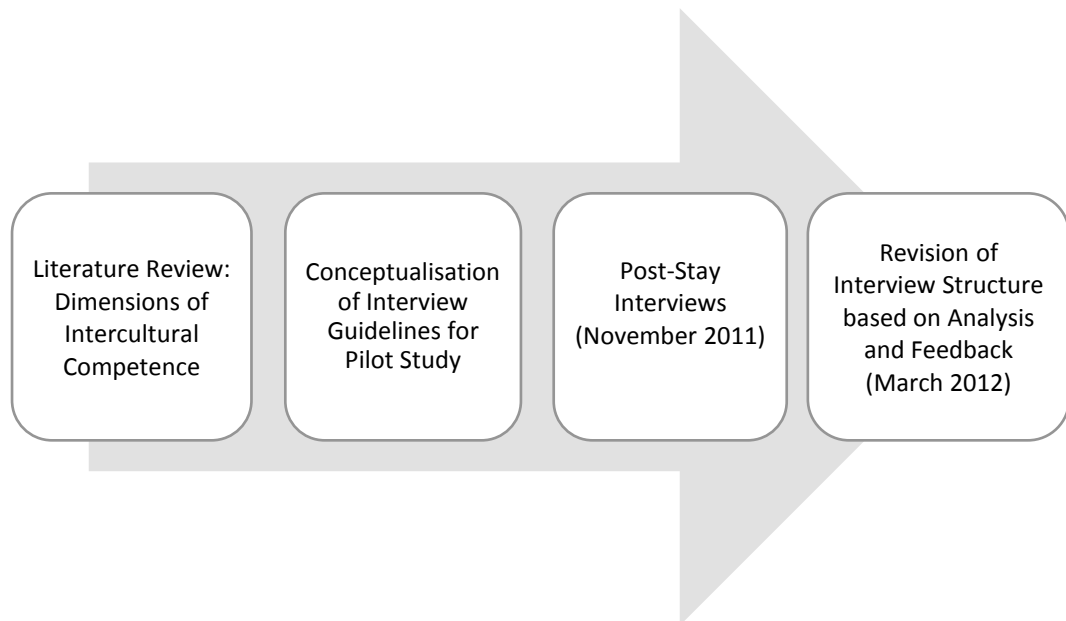 Literature Review:
Dimensions of
Intercultural
Competence
Conceptualisation
of Interview
Guidelines for
Pilot Study
Post-Stay
Interviews
(November 2011)
Revision of
Interview Structure
based on Analysis
and Feedback
(March 2012)